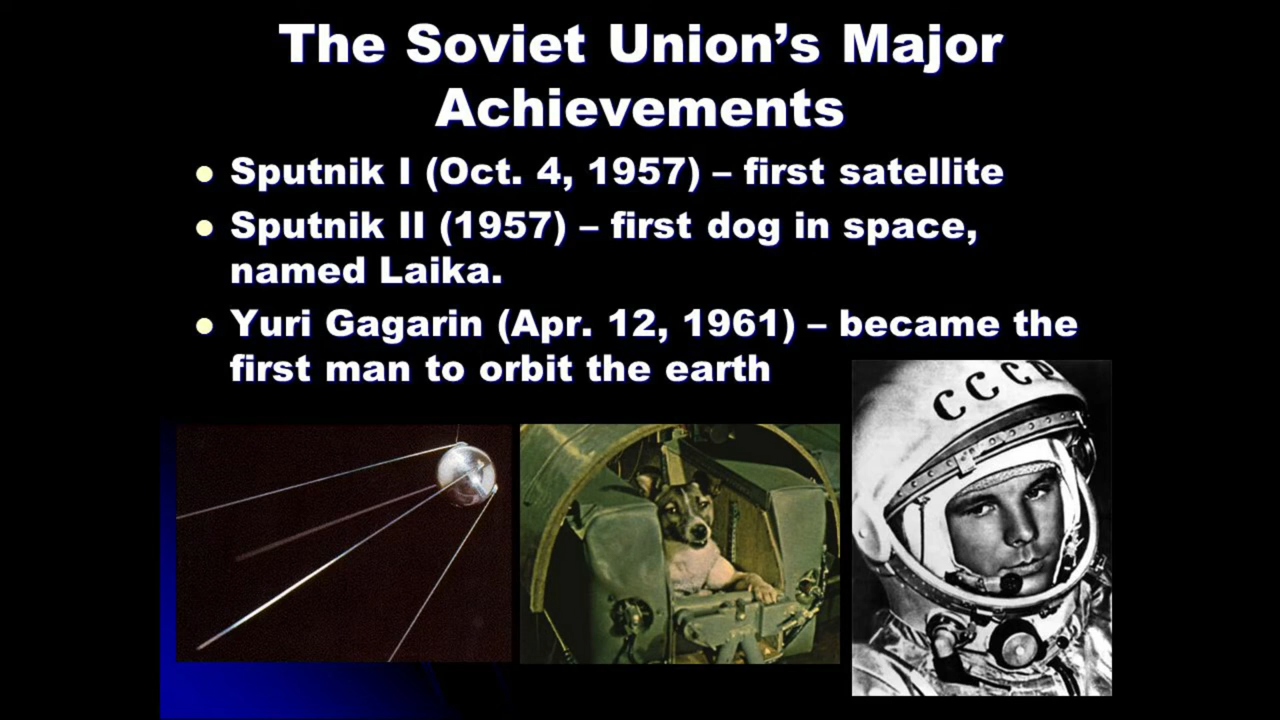 The Soviet Union’s Major
Achievements
● Sputnik I (Oct. 4, 1957) – first satellite
● Sputnik II (1957) – first dog in space,
named Laika.
● Yuri Gagarin (Apr. 12, 1961) – became the
first man to orbit the earth
СССР